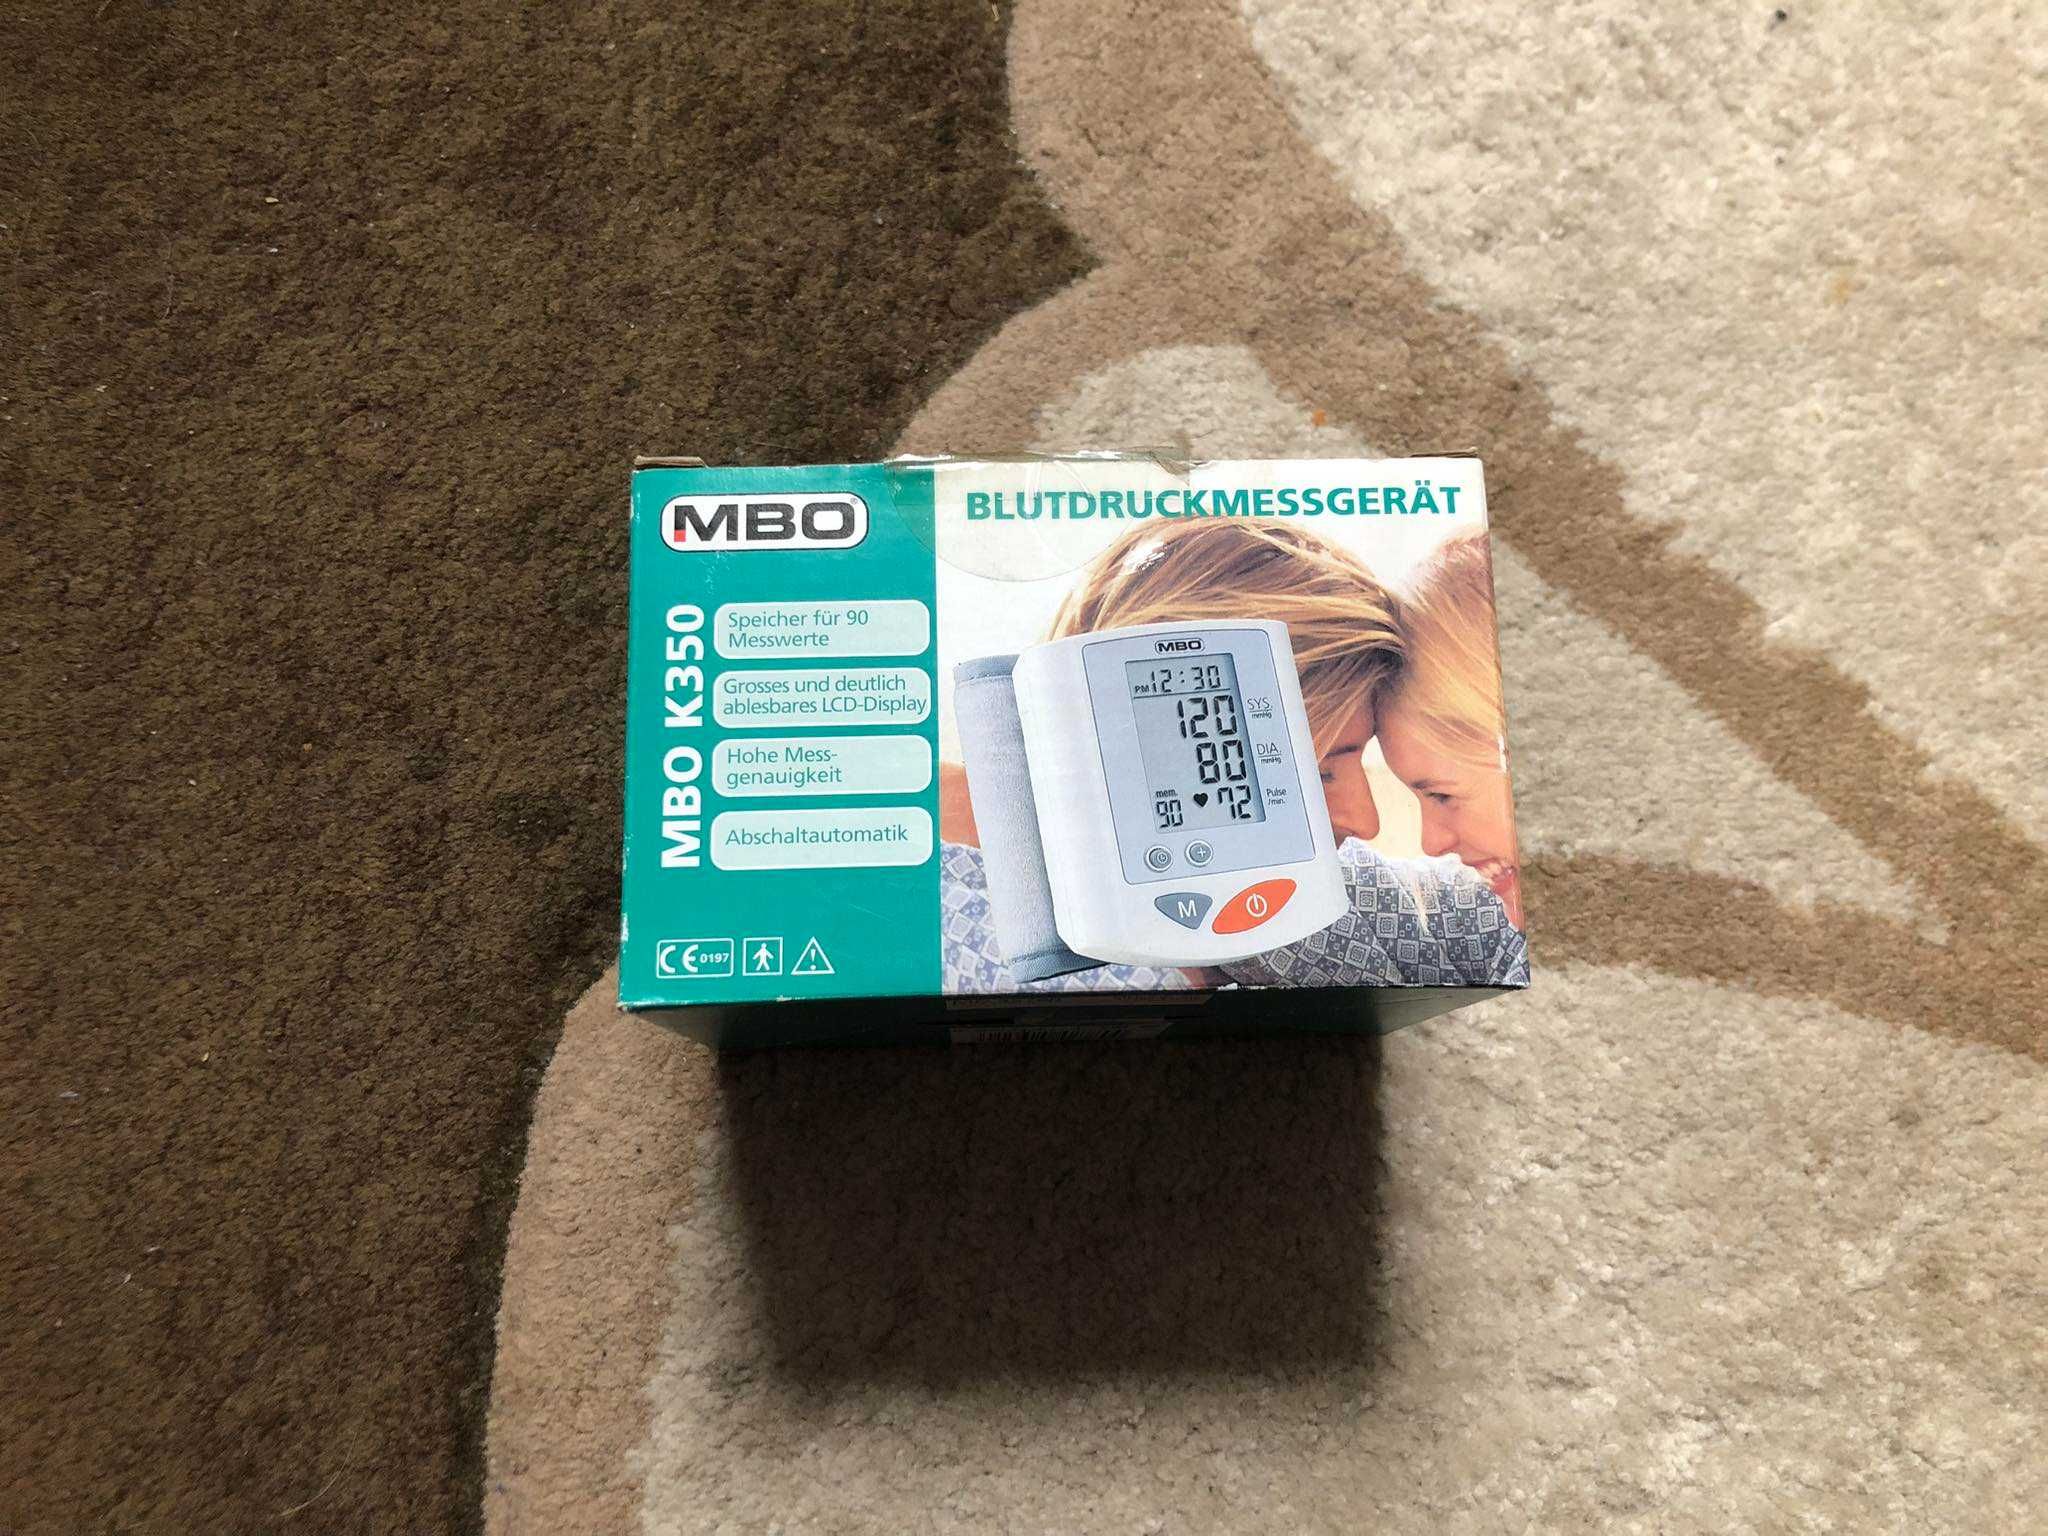 MBO
BLUTDRUCKMESSGERÄT
MBO K350
Speicher für 90
Messwerte
Grosses und deutlich
ablesbares LCD-Display
Hohe Mess-
genauigkeit
Abschaltautomatik
CE 0197
MBO
PM 12:30
120 SYS.
mmHg
80 DIA.
mmHg
mem.
90 72 Pulse
/min.
M